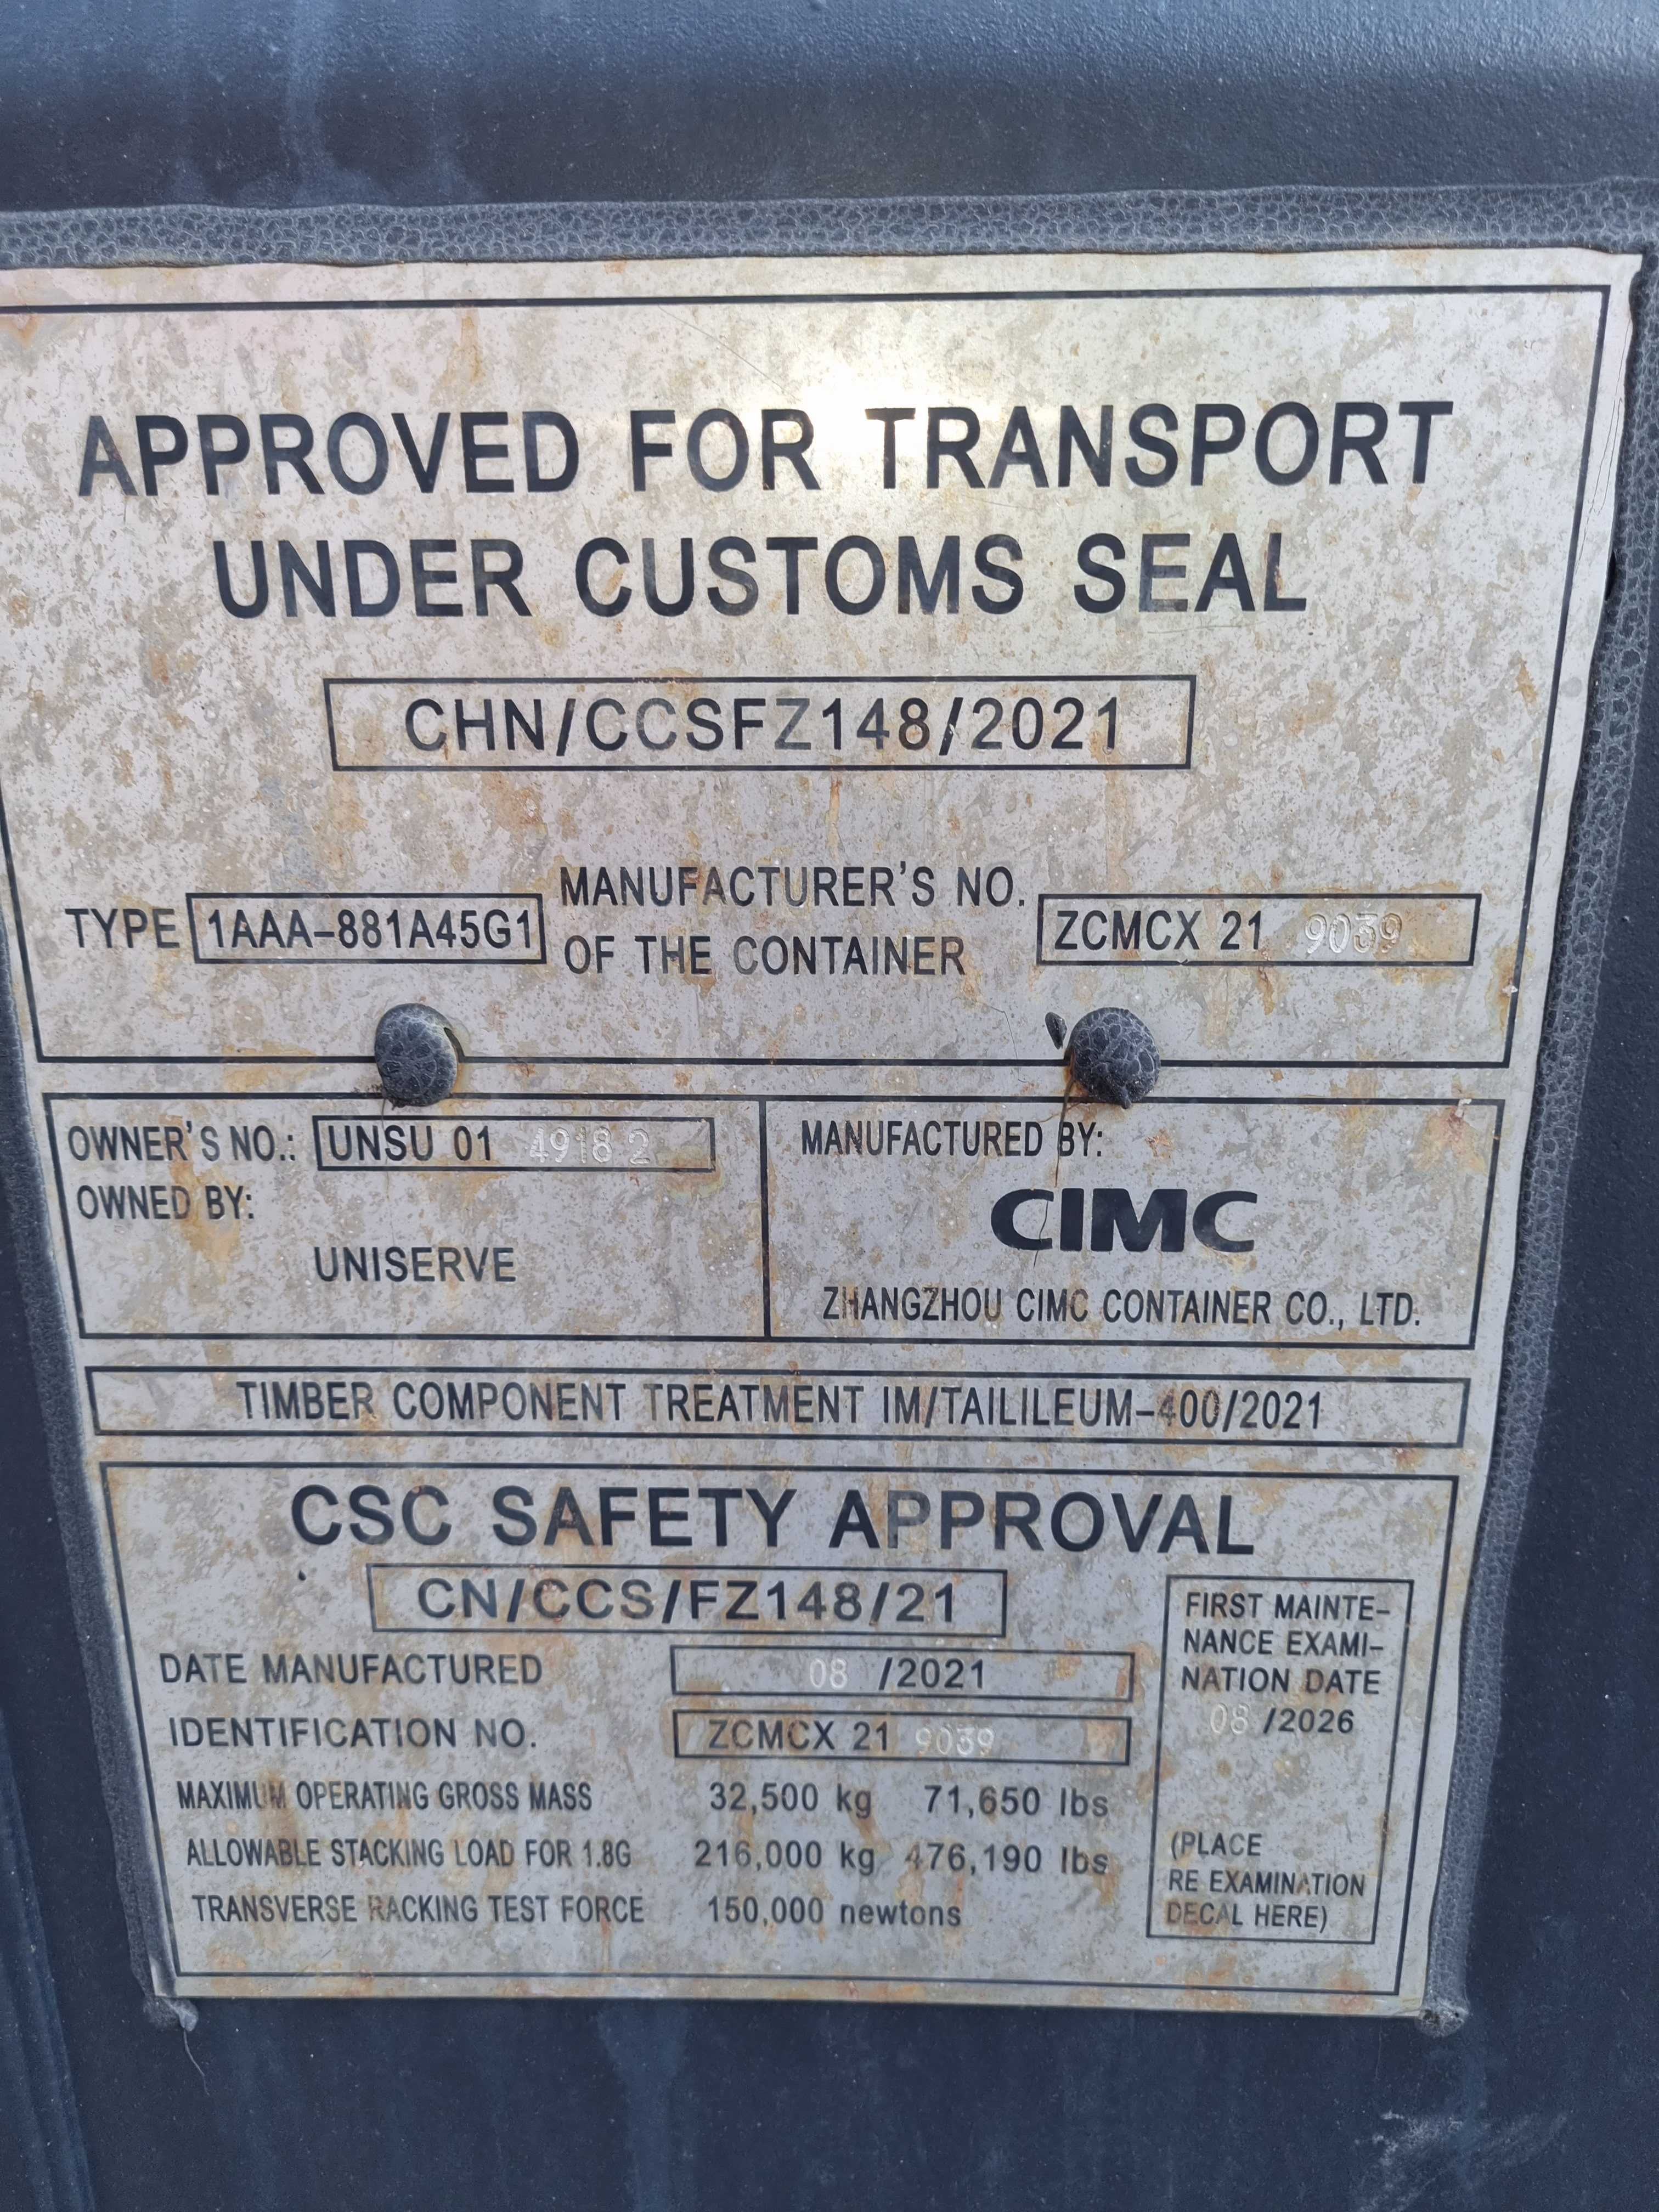 APPROVED FOR TRANSPORT
UNDER CUSTOMS SEAL
CHN/CCSFZ148/2021
TYPE 1AAA-881A45G1 MANUFACTURER'S NO.
OF THE CONTAINER ZCMCX 21 9039
OWNER'S NO.: UNSU 01 4918 2
OWNED BY:
UNISERVE
MANUFACTURED BY:
CIMC
ZHANGZHOU CIMC CONTAINER CO., LTD.
TIMBER COMPONENT TREATMENT IM/TAILILEUM-400/2021
CSC SAFETY APPROVAL
CN/CCS/FZ148/21
DATE MANUFACTURED 08 /2021
IDENTIFICATION NO. ZCMCX 21 9039
MAXIMUM OPERATING GROSS MASS 32,500 kg 71,650 lbs
ALLOWABLE STACKING LOAD FOR 1.8G 216,000 kg 476,190 lbs
TRANSVERSE RACKING TEST FORCE 150,000 newtons
FIRST MAINTE-
NANCE EXAMI-
NATION DATE
08 /2026
(PLACE
RE EXAMINATION
DECAL HERE)